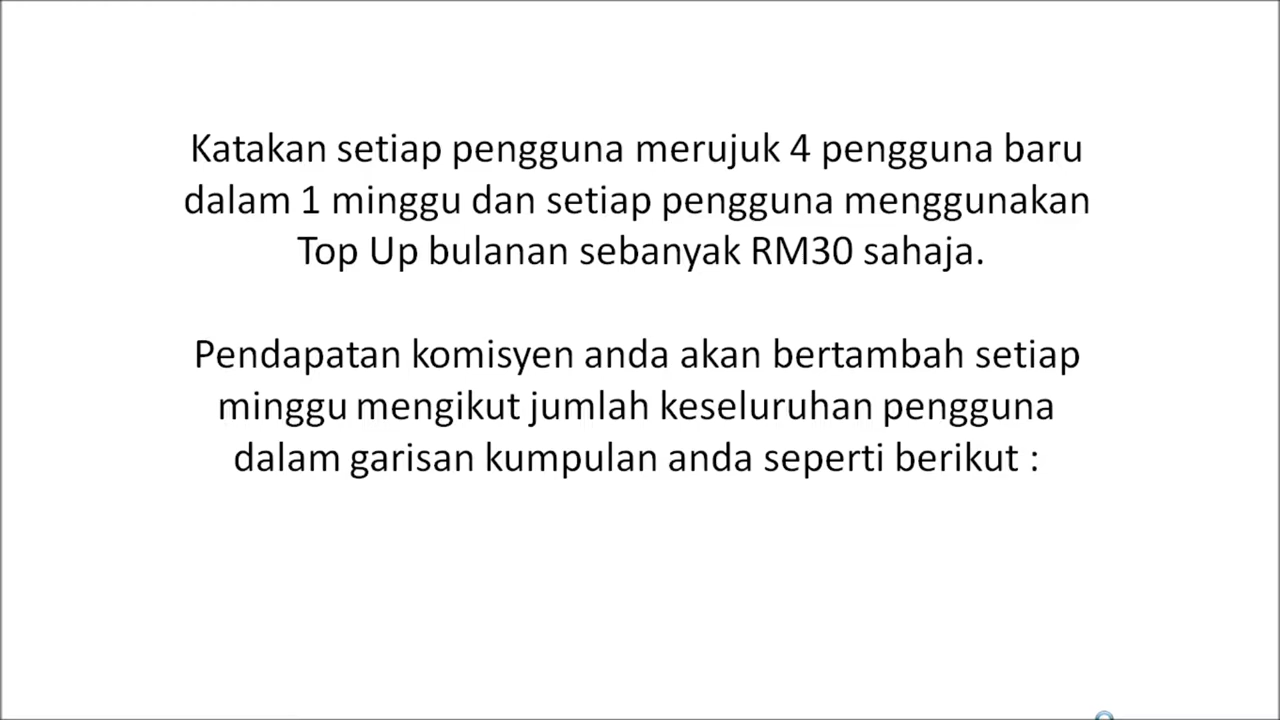 Katakan setiap pengguna merujuk 4 pengguna baru
dalam 1 minggu dan setiap pengguna menggunakan
Top Up bulanan sebanyak RM30 sahaja.
Pendapatan komisyen anda akan bertambah setiap
minggu mengikut jumlah keseluruhan pengguna
dalam garisan kumpulan anda seperti berikut :